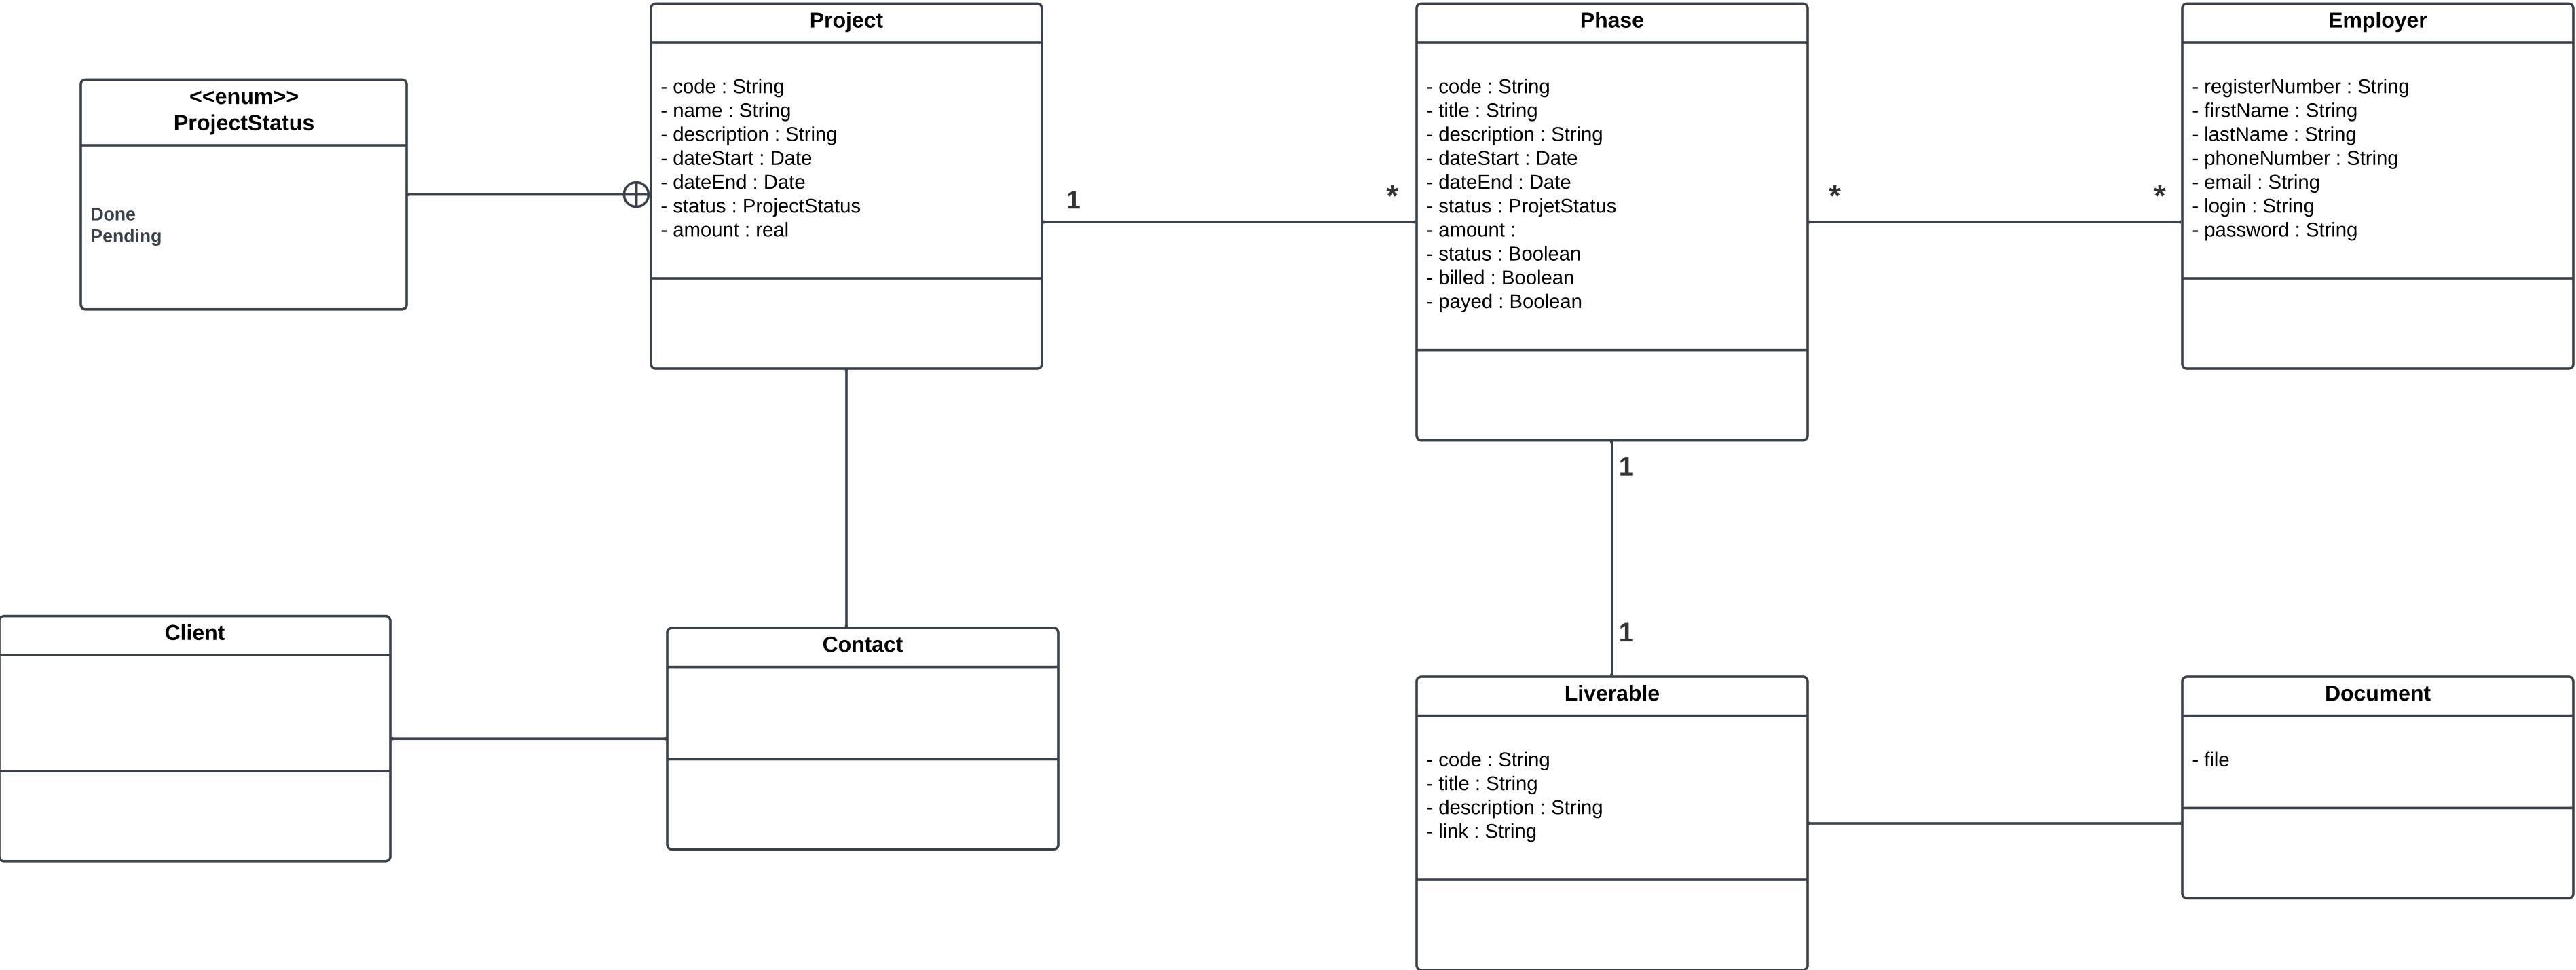 <<enum>>
ProjectStatus
Done
Pending
Project
- code : String
- name : String
- description : String
- dateStart : Date
- dateEnd : Date
- status : ProjectStatus
- amount : real
1
*
Phase
- code : String
- title : String
- description : String
- dateStart : Date
- dateEnd : Date
- status : ProjetStatus
- amount :
- status : Boolean
- billed : Boolean
- payed : Boolean
*
*
Employer
- registerNumber : String
- firstName : String
- lastName : String
- phoneNumber : String
- email : String
- login : String
- password : String
1
1
Client
Contact
Liverable
- code : String
- title : String
- description : String
- link : String
Document
- file